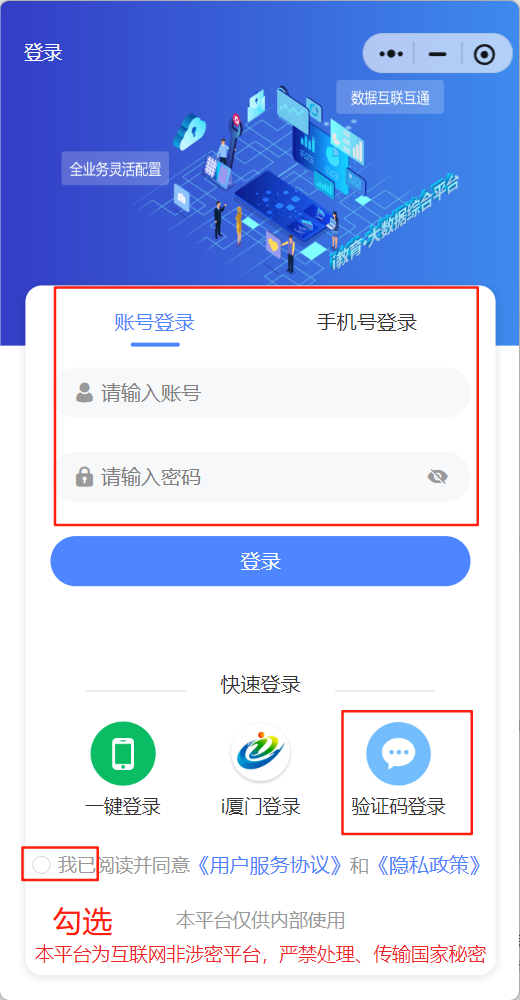 登录
数据互联互通
全业务灵活配置
i教育·大数据综合平台
账号登录 手机号登录
请输入账号
请输入密码
登录
快速登录
一键登录 i厦门登录 验证码登录
我已阅读并同意《用户服务协议》和《隐私政策》
勾选 本平台仅供内部使用
本平台为互联网非涉密平台，严禁处理、传输国家秘密